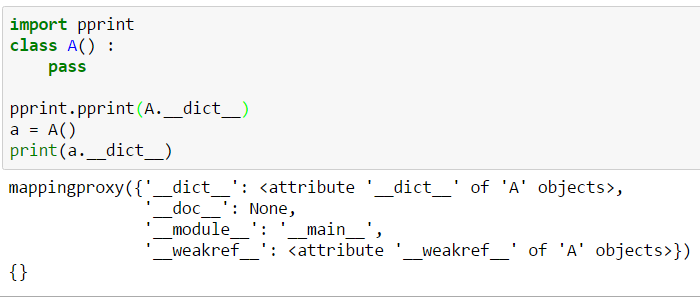 import pprint
class A() :
    pass

pprint.pprint(A.__dict__)
a = A()
print(a.__dict__)
mappingproxy({'__dict__': <attribute '__dict__' of 'A' objects>,
              '__doc__': None,
              '__module__': '__main__',
              '__weakref__': <attribute '__weakref__' of 'A' objects>})
{}